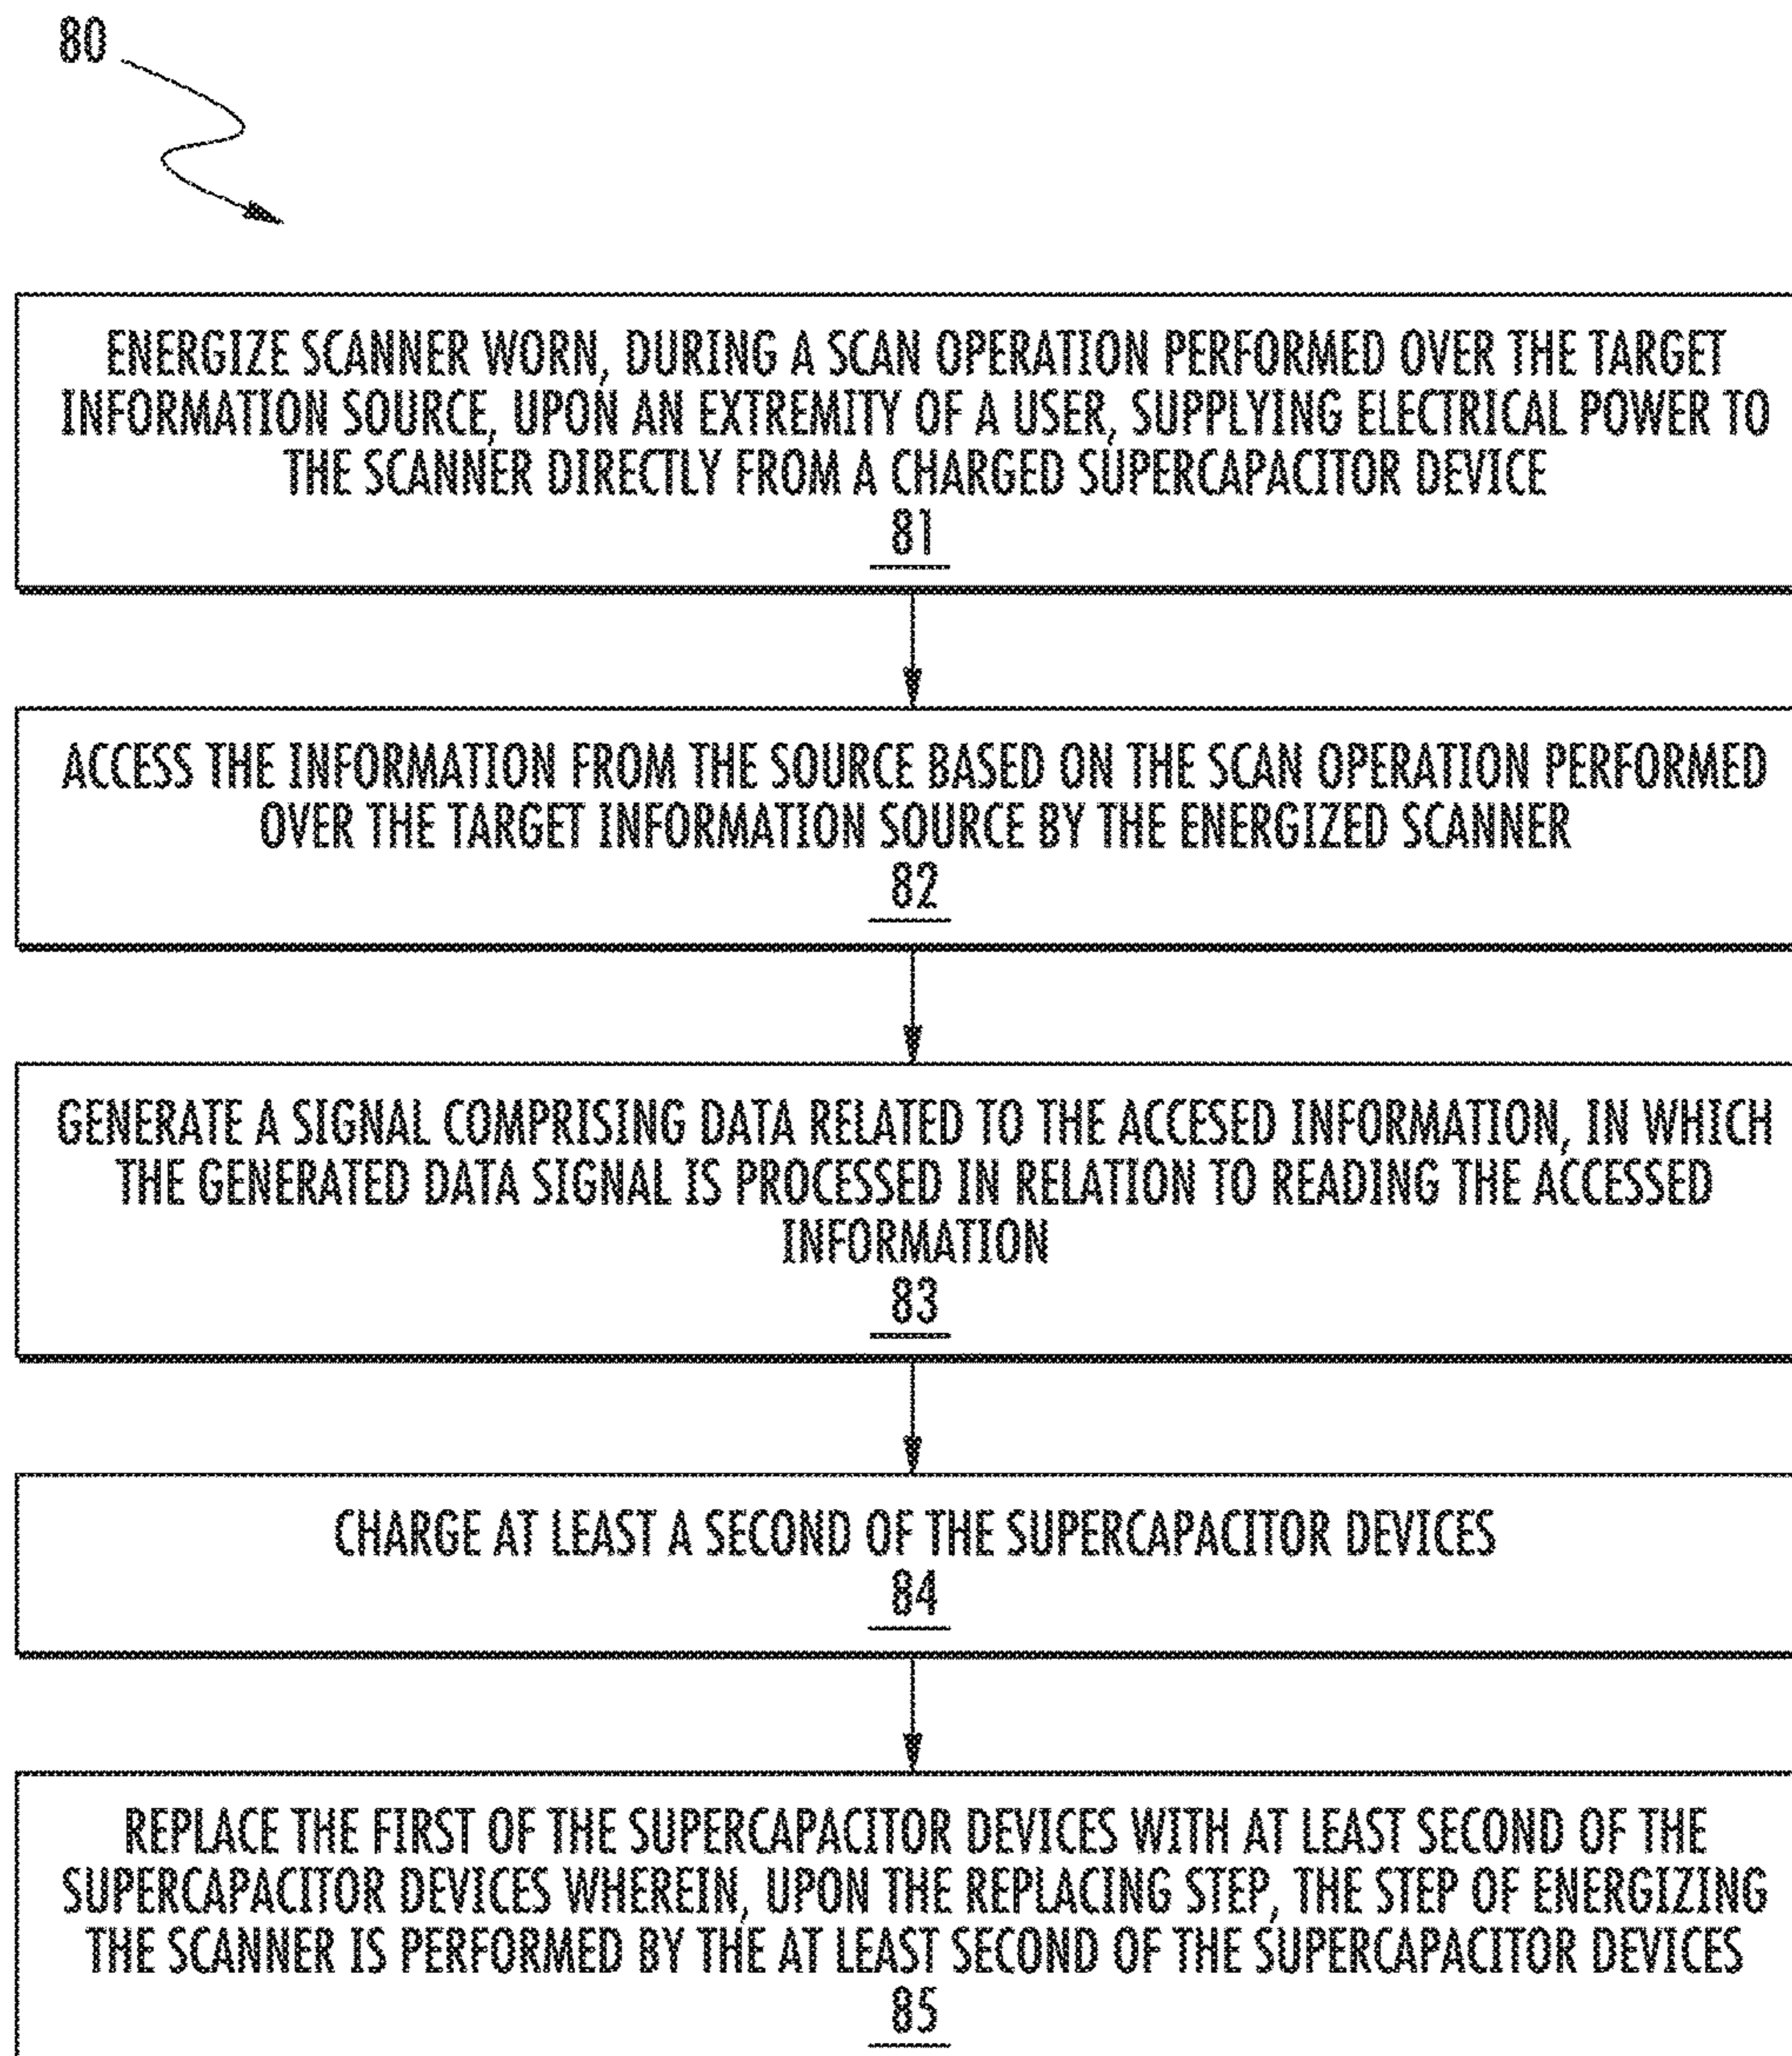 80
ENERGIZE SCANNER WORN, DURING A SCAN OPERATION PERFORMED OVER THE TARGET
INFORMATION SOURCE, UPON AN EXTREMITY OF A USER, SUPPLYING ELECTRICAL POWER TO
THE SCANNER DIRECTLY FROM A CHARGED SUPERCAPACITOR DEVICE
81
ACCESS THE INFORMATION FROM THE SOURCE BASED ON THE SCAN OPERATION PERFORMED
OVER THE TARGET INFORMATION SOURCE BY THE ENERGIZED SCANNER
82
GENERATE A SIGNAL COMPRISING DATA RELATED TO THE ACCESED INFORMATION, IN WHICH
THE GENERATED DATA SIGNAL IS PROCESSED IN RELATION TO READING THE ACCESSED
INFORMATION
83
CHARGE AT LEAST A SECOND OF THE SUPERCAPACITOR DEVICES
84
REPLACE THE FIRST OF THE SUPERCAPACITOR DEVICES WITH AT LEAST SECOND OF THE
SUPERCAPACITOR DEVICES WHEREIN, UPON THE REPLACING STEP, THE STEP OF ENERGIZING
THE SCANNER IS PERFORMED BY THE AT LEAST SECOND OF THE SUPERCAPACITOR DEVICES
85